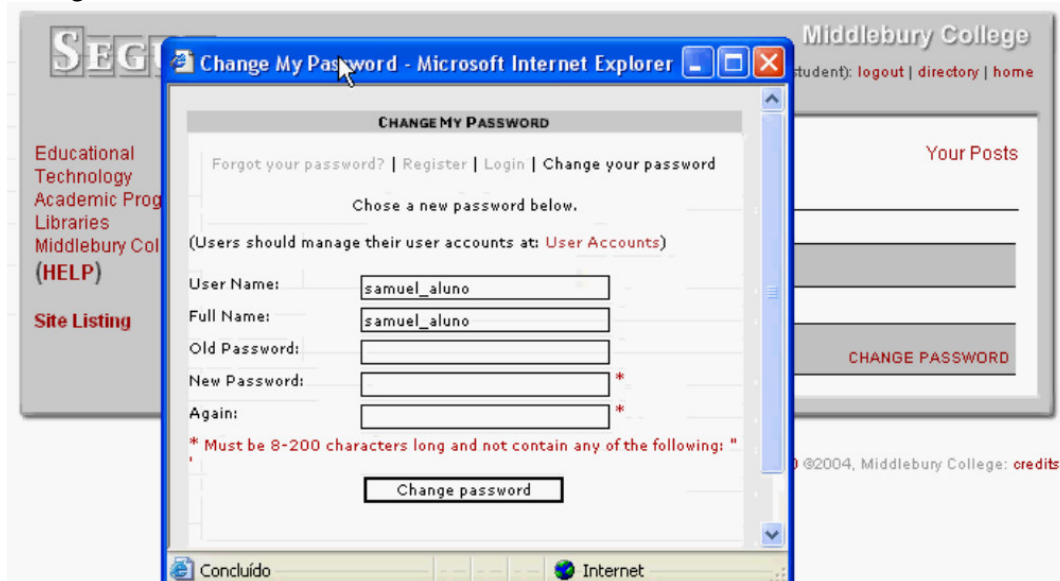 SEG
Middlebury College
student): logout | directory | home
Change My Password - Microsoft Internet Explorer
CHANGE MY PASSWORD
Forgot your password? | Register | Login | Change your password
Chose a new password below.
(Users should manage their user accounts at: User Accounts)
User Name: samuel_aluno
Full Name: samuel_aluno
Old Password:
New Password: *
Again: *
* Must be 8-200 characters long and not contain any of the following: "
'
Change password
Concluído Internet
Educational
Technology
Academic Prog
Libraries
Middlebury Col
(HELP)
Site Listing
Your Posts
CHANGE PASSWORD
©2004, Middlebury College: credits